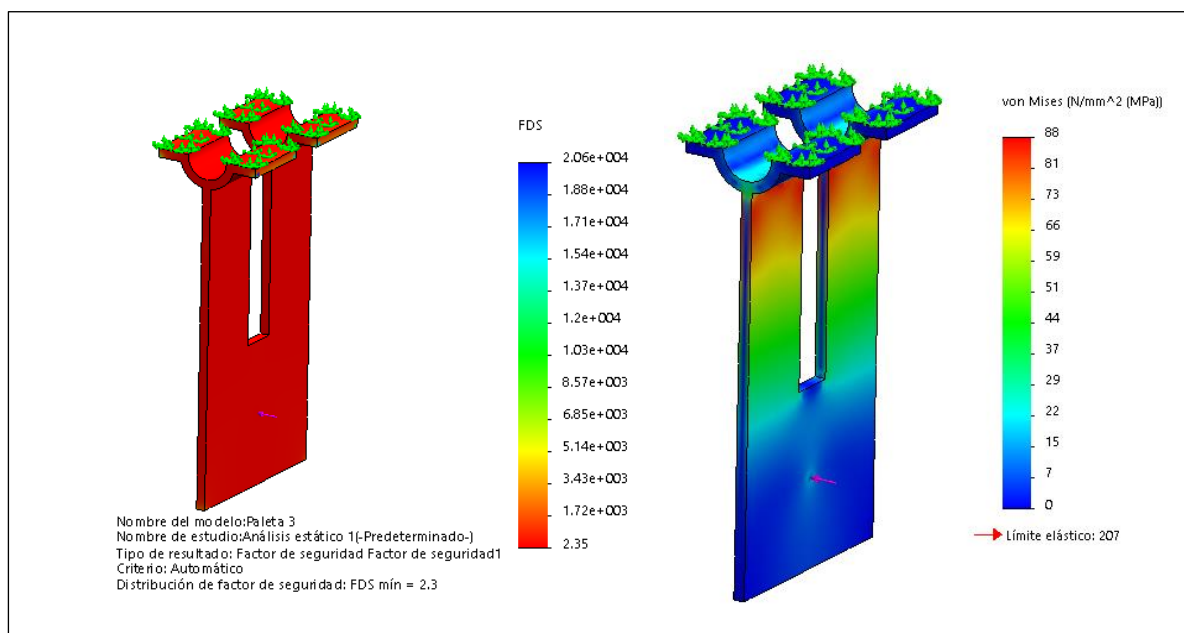 FDS
2.06e+004
1.88e+004
1.71e+004
1.54e+004
1.37e+004
1.2e+004
1.03e+004
8.57e+003
6.85e+003
5.14e+003
3.43e+003
1.72e+003
2.35
Nombre del modelo:Paleta 3
Nombre de estudio:Análisis estático 1(-Predeterminado-)
Tipo de resultado: Factor de seguridad Factor de seguridad1
Criterio: Automático
Distribución de factor de seguridad: FDS mín = 2.3
von Mises (N/mm^2 (MPa))
88
81
73
66
59
51
44
37
29
22
15
7
0
Límite elástico: 207